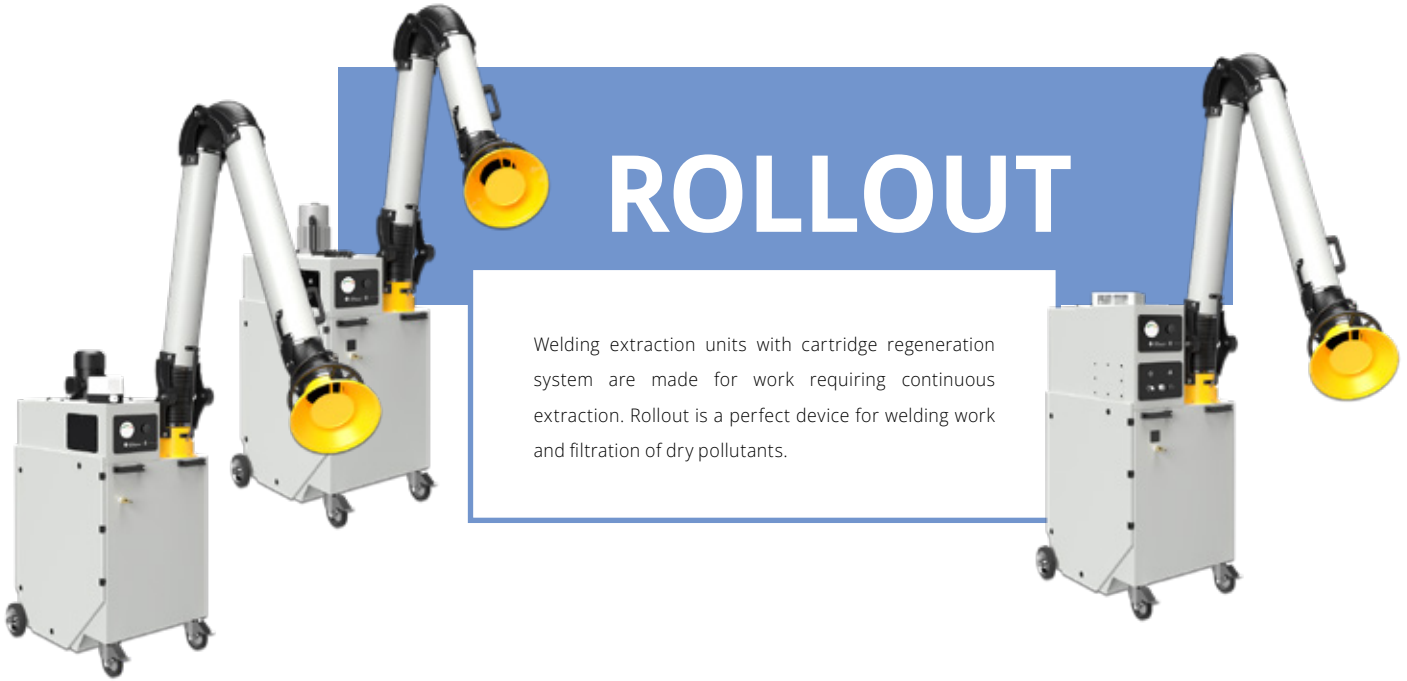 ROLLOUT
Welding extraction units with cartridge regeneration
system are made for work requiring continuous
extraction. Rollout is a perfect device for welding work
and filtration of dry pollutants.